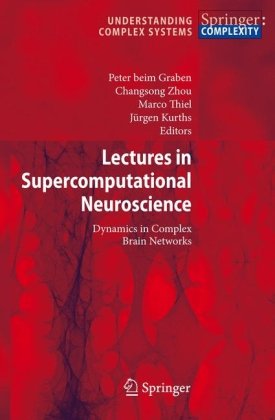 UNDERSTANDING
COMPLEX SYSTEMS
Springer:
COMPLEXITY
Peter beim Graben
Changsong Zhou
Marco Thiel
Jürgen Kurths
Editors
Lectures in
Supercomputational
Neuroscience
Dynamics in Complex
Brain Networks
Springer